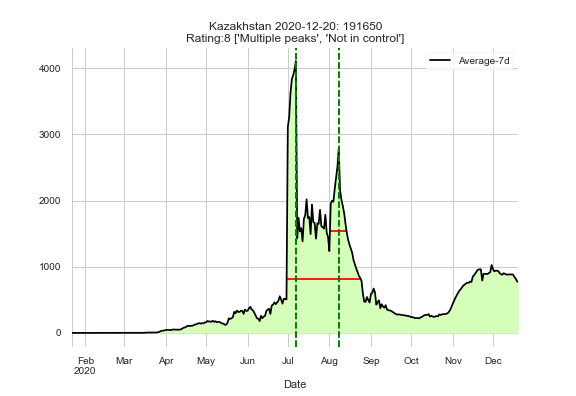 Kazakhstan 2020-12-20: 191650
Rating:8 ['Multiple peaks', 'Not in control']
Average-7d
4000
3000
2000
1000
0
Feb Mar Apr May Jun Jul Aug Sep Oct Nov Dec
2020
Date